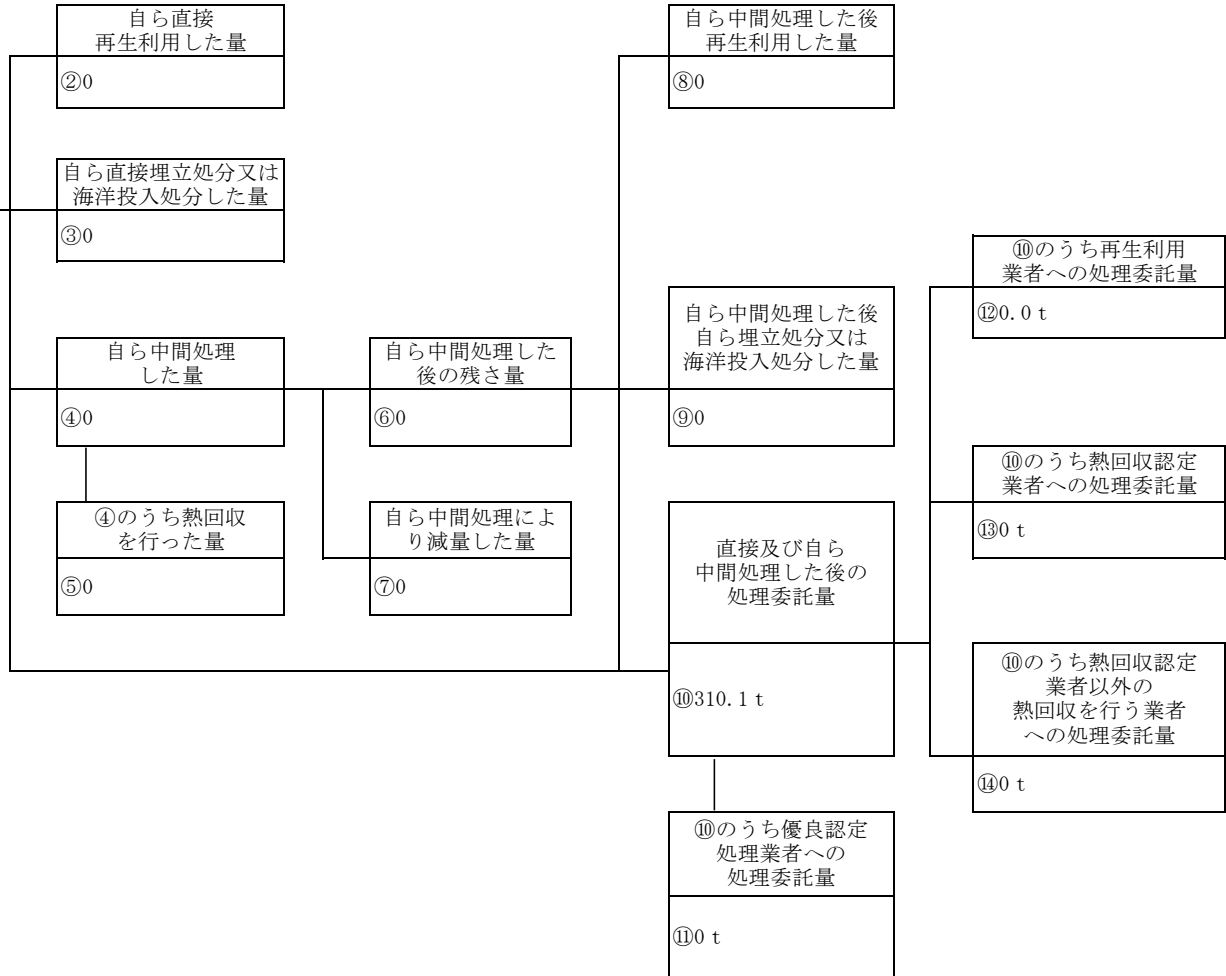 自ら直接
再生利用した量
②0
自ら直接埋立処分又は
海洋投入処分した量
③0
自ら中間処理
した量
④0
④のうち熱回収
を行った量
⑤0
自ら中間処理した
後の残さ量
⑥0
自ら中間処理によ
り減量した量
⑦0
自ら中間処理した後
再生利用した量
⑧0
自ら中間処理した後
自ら埋立処分又は
海洋投入処分した量
⑨0
直接及び自ら
中間処理した後の
処理委託量
⑩310.1ｔ
⑩のうち優良認定
処理業者への
処理委託量
⑪0ｔ
⑩のうち再生利用
業者への処理委託量
⑫0.0ｔ
⑩のうち熱回収認定
業者への処理委託量
⑬0ｔ
⑩のうち熱回収認定
業者以外の
熱回収を行う業者
への処理委託量
⑭0ｔ